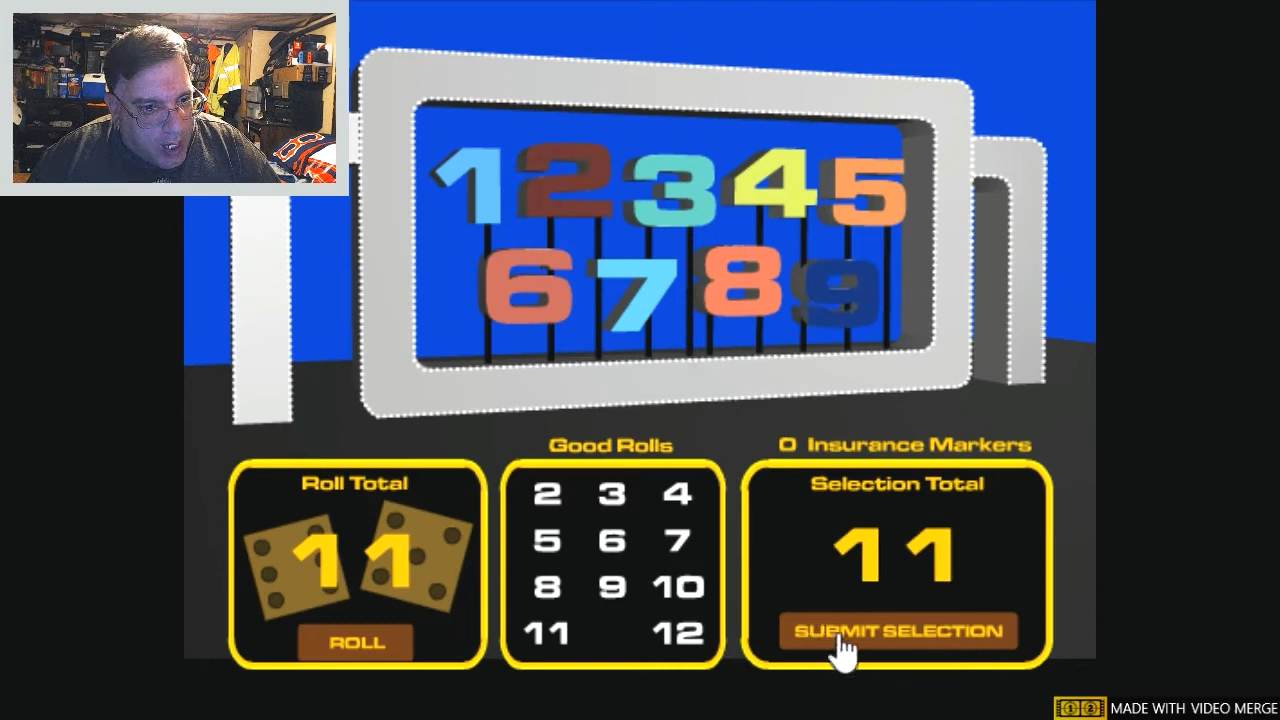 1 2 3 4 5
6 7 8 9
Good Rolls
0 Insurance Markers
Roll Total
11
ROLL
2 3 4
5 6 7
8 9 10
11 12
Selection Total
11
SUBMIT SELECTION
MADE WITH VIDEO MERGE